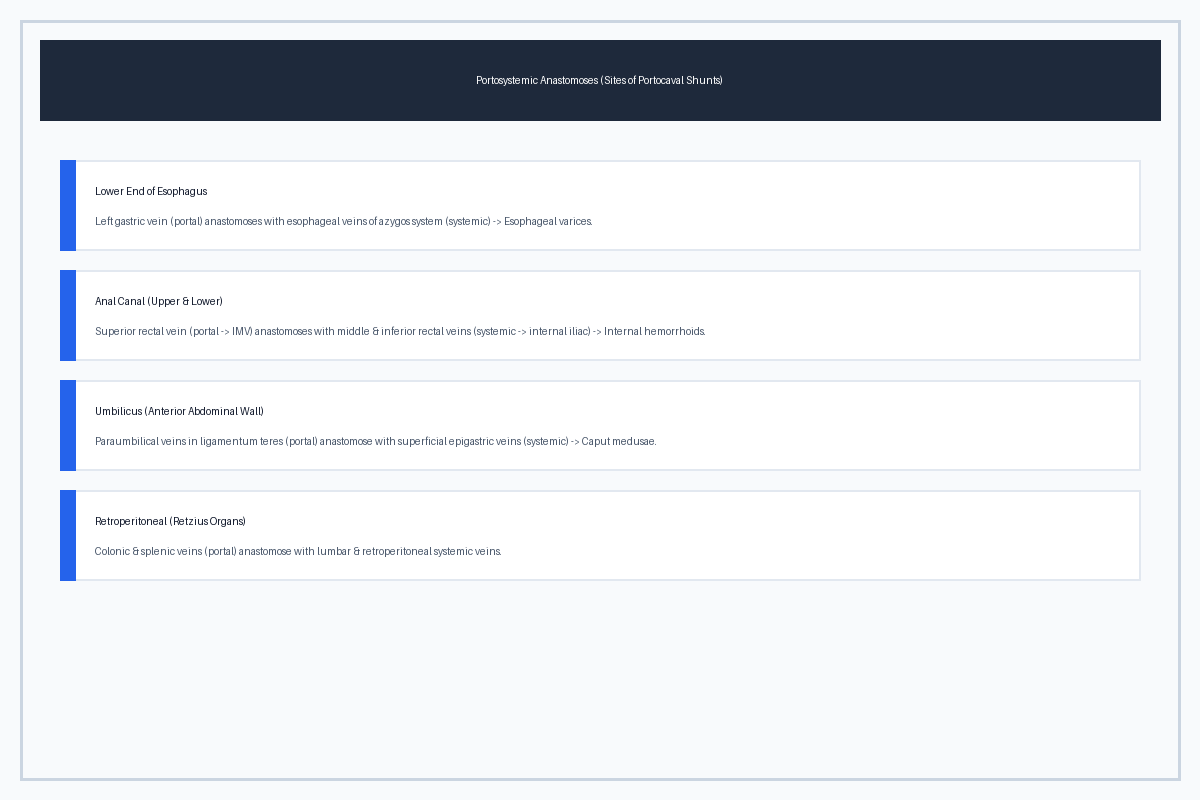 Portosystemic Anastomoses (Sites of Portocaval Shunts)
Lower End of Esophagus
Left gastric vein (portal) anastomoses with esophageal veins of azygos system (systemic) -> Esophageal varices.
Anal Canal (Upper & Lower)
Superior rectal vein (portal -> IMV) anastomoses with middle & inferior rectal veins (systemic -> internal iliac) -> Internal hemorrhoids.
Umbilicus (Anterior Abdominal Wall)
Paraumbilical veins in ligamentum teres (portal) anastomose with superficial epigastric veins (systemic) -> Caput medusae.
Retroperitoneal (Retzius Organs)
Colonic & splenic veins (portal) anastomose with lumbar & retroperitoneal systemic veins.